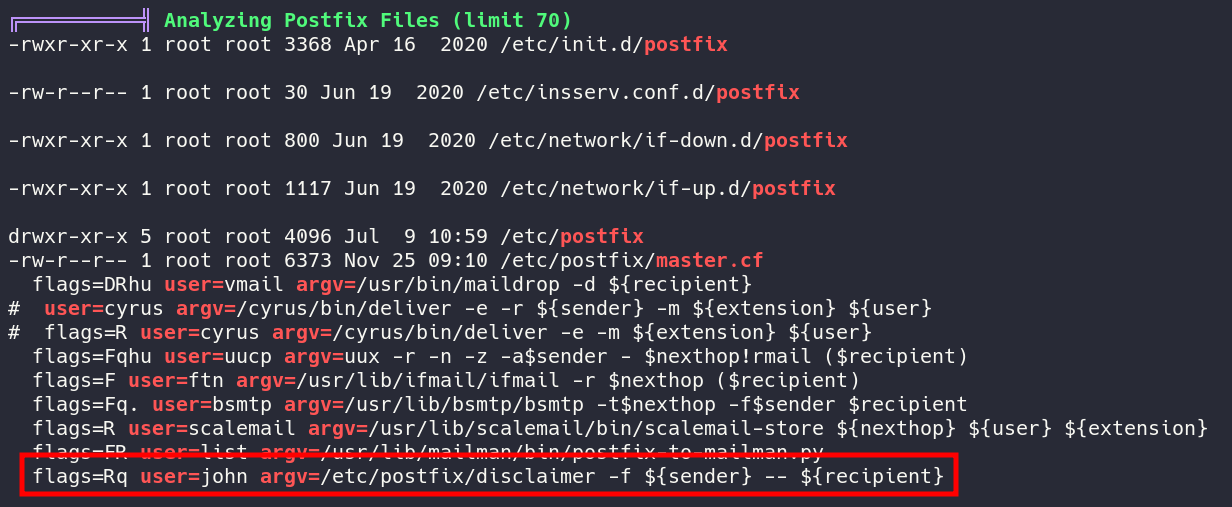 Analyzing Postfix Files (limit 70)
-rwxr-xr-x 1 root root 3368 Apr 16  2020 /etc/init.d/postfix
-rw-r--r-- 1 root root 30 Jun 19  2020 /etc/insserv.conf.d/postfix
-rwxr-xr-x 1 root root 800 Jun 19  2020 /etc/network/if-down.d/postfix
-rwxr-xr-x 1 root root 1117 Jun 19  2020 /etc/network/if-up.d/postfix
drwxr-xr-x 5 root root 4096 Jul  9 10:59 /etc/postfix
-rw-r--r-- 1 root root 6373 Nov 25 09:10 /etc/postfix/master.cf
  flags=DRhu user=vmail argv=/usr/bin/maildrop -d ${recipient}
#  user=cyrus argv=/cyrus/bin/deliver -e -r ${sender} -m ${extension} ${user}
#  flags=R user=cyrus argv=/cyrus/bin/deliver -e -m ${extension} ${user}
  flags=Fqhu user=uucp argv=uux -r -n -z -a$sender - $nexthop!rmail ($recipient)
  flags=F user=ftn argv=/usr/lib/ifmail/ifmail -r $nexthop ($recipient)
  flags=Fq. user=bsmtp argv=/usr/lib/bsmtp/bsmtp -t$nexthop -f$sender $recipient
  flags=R user=scalemail argv=/usr/lib/scalemail/bin/scalemail-store ${nexthop} ${user} ${extension}
  flags=FR user=list argv=/usr/lib/mailman/bin/postfix-to-mailman.py
  flags=Rq user=john argv=/etc/postfix/disclaimer -f ${sender} -- ${recipient}